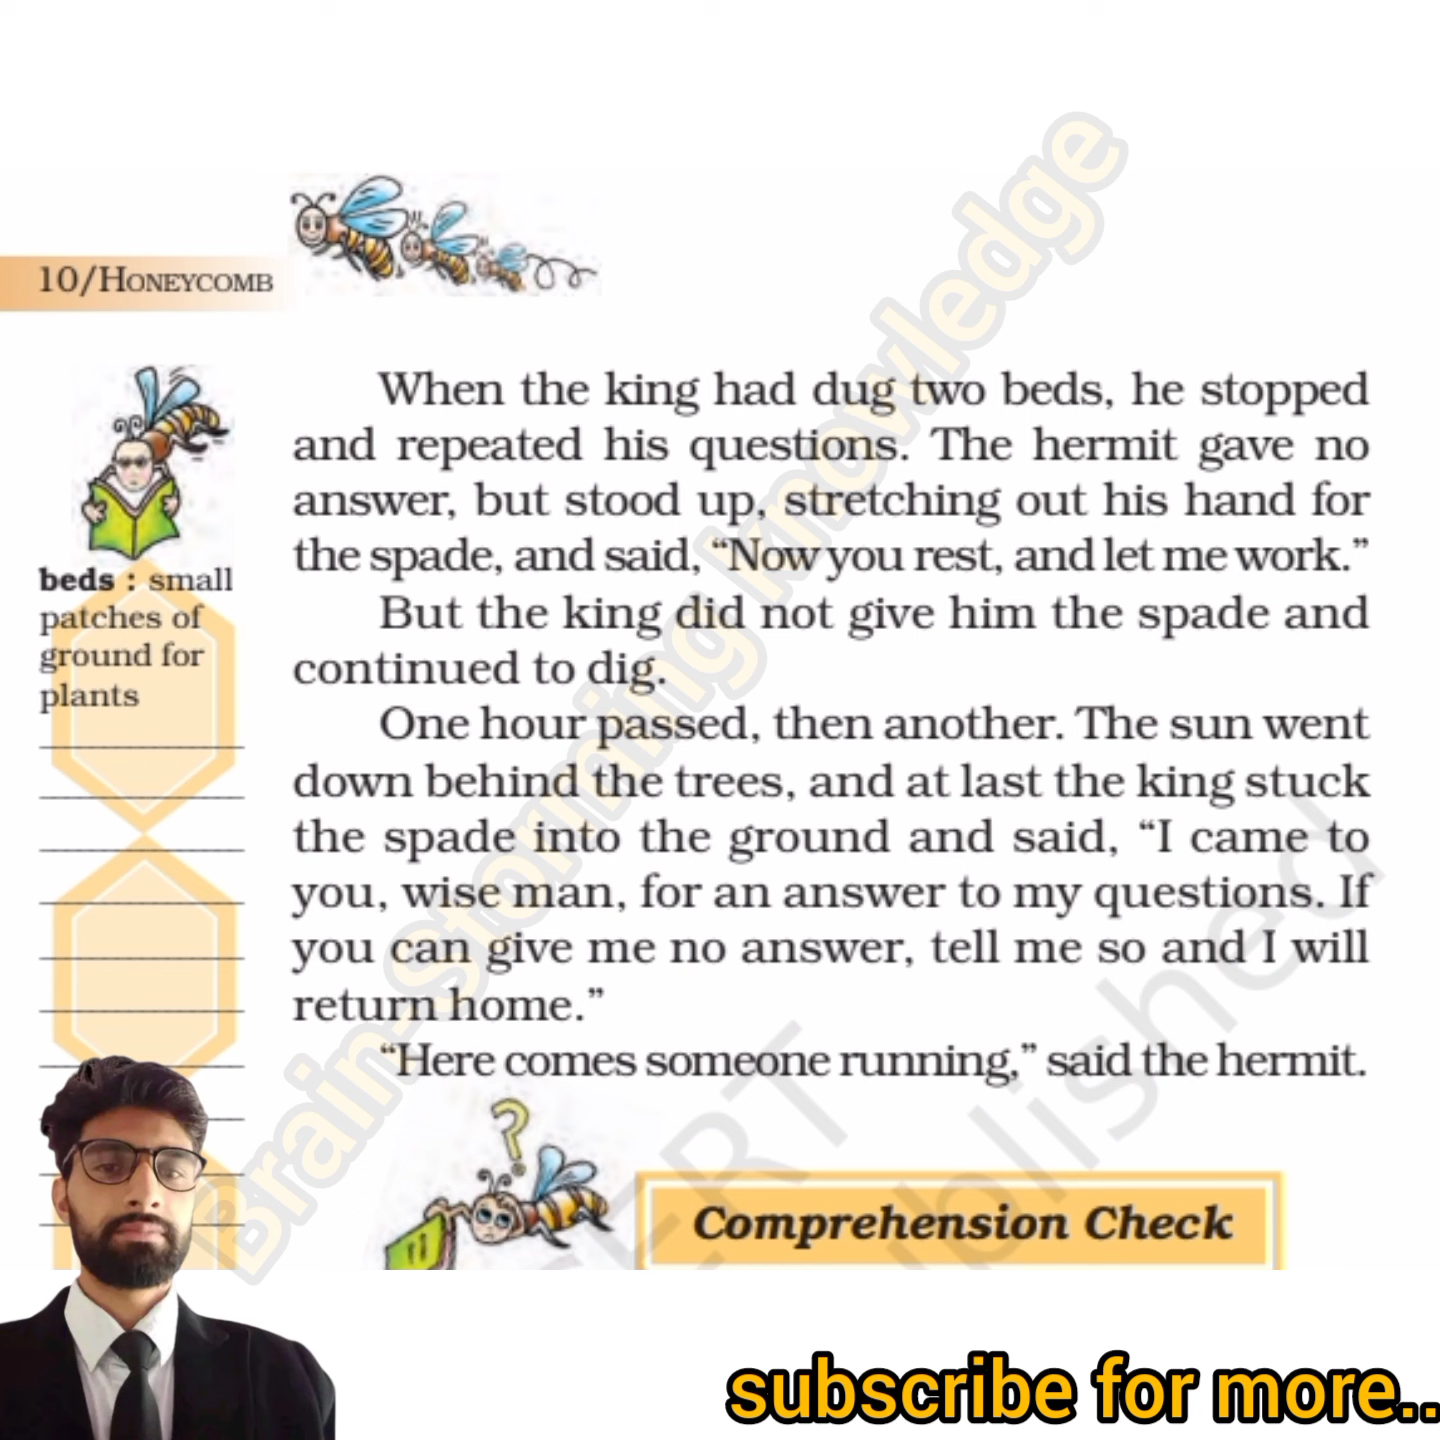 10/HONEYCOMB
When the king had dug two beds, he stopped
and repeated his questions. The hermit gave no
answer, but stood up, stretching out his hand for
the spade, and said, “Now you rest, and let me work.”
But the king did not give him the spade and
continued to dig.
One hour passed, then another. The sun went
down behind the trees, and at last the king stuck
the spade into the ground and said, “I came to
you, wise man, for an answer to my questions. If
you can give me no answer, tell me so and I will
return home.”
“Here comes someone running,” said the hermit.
beds : small
patches of
ground for
plants
?
Comprehension Check
Brain-Storming knowledge
subscribe for more..